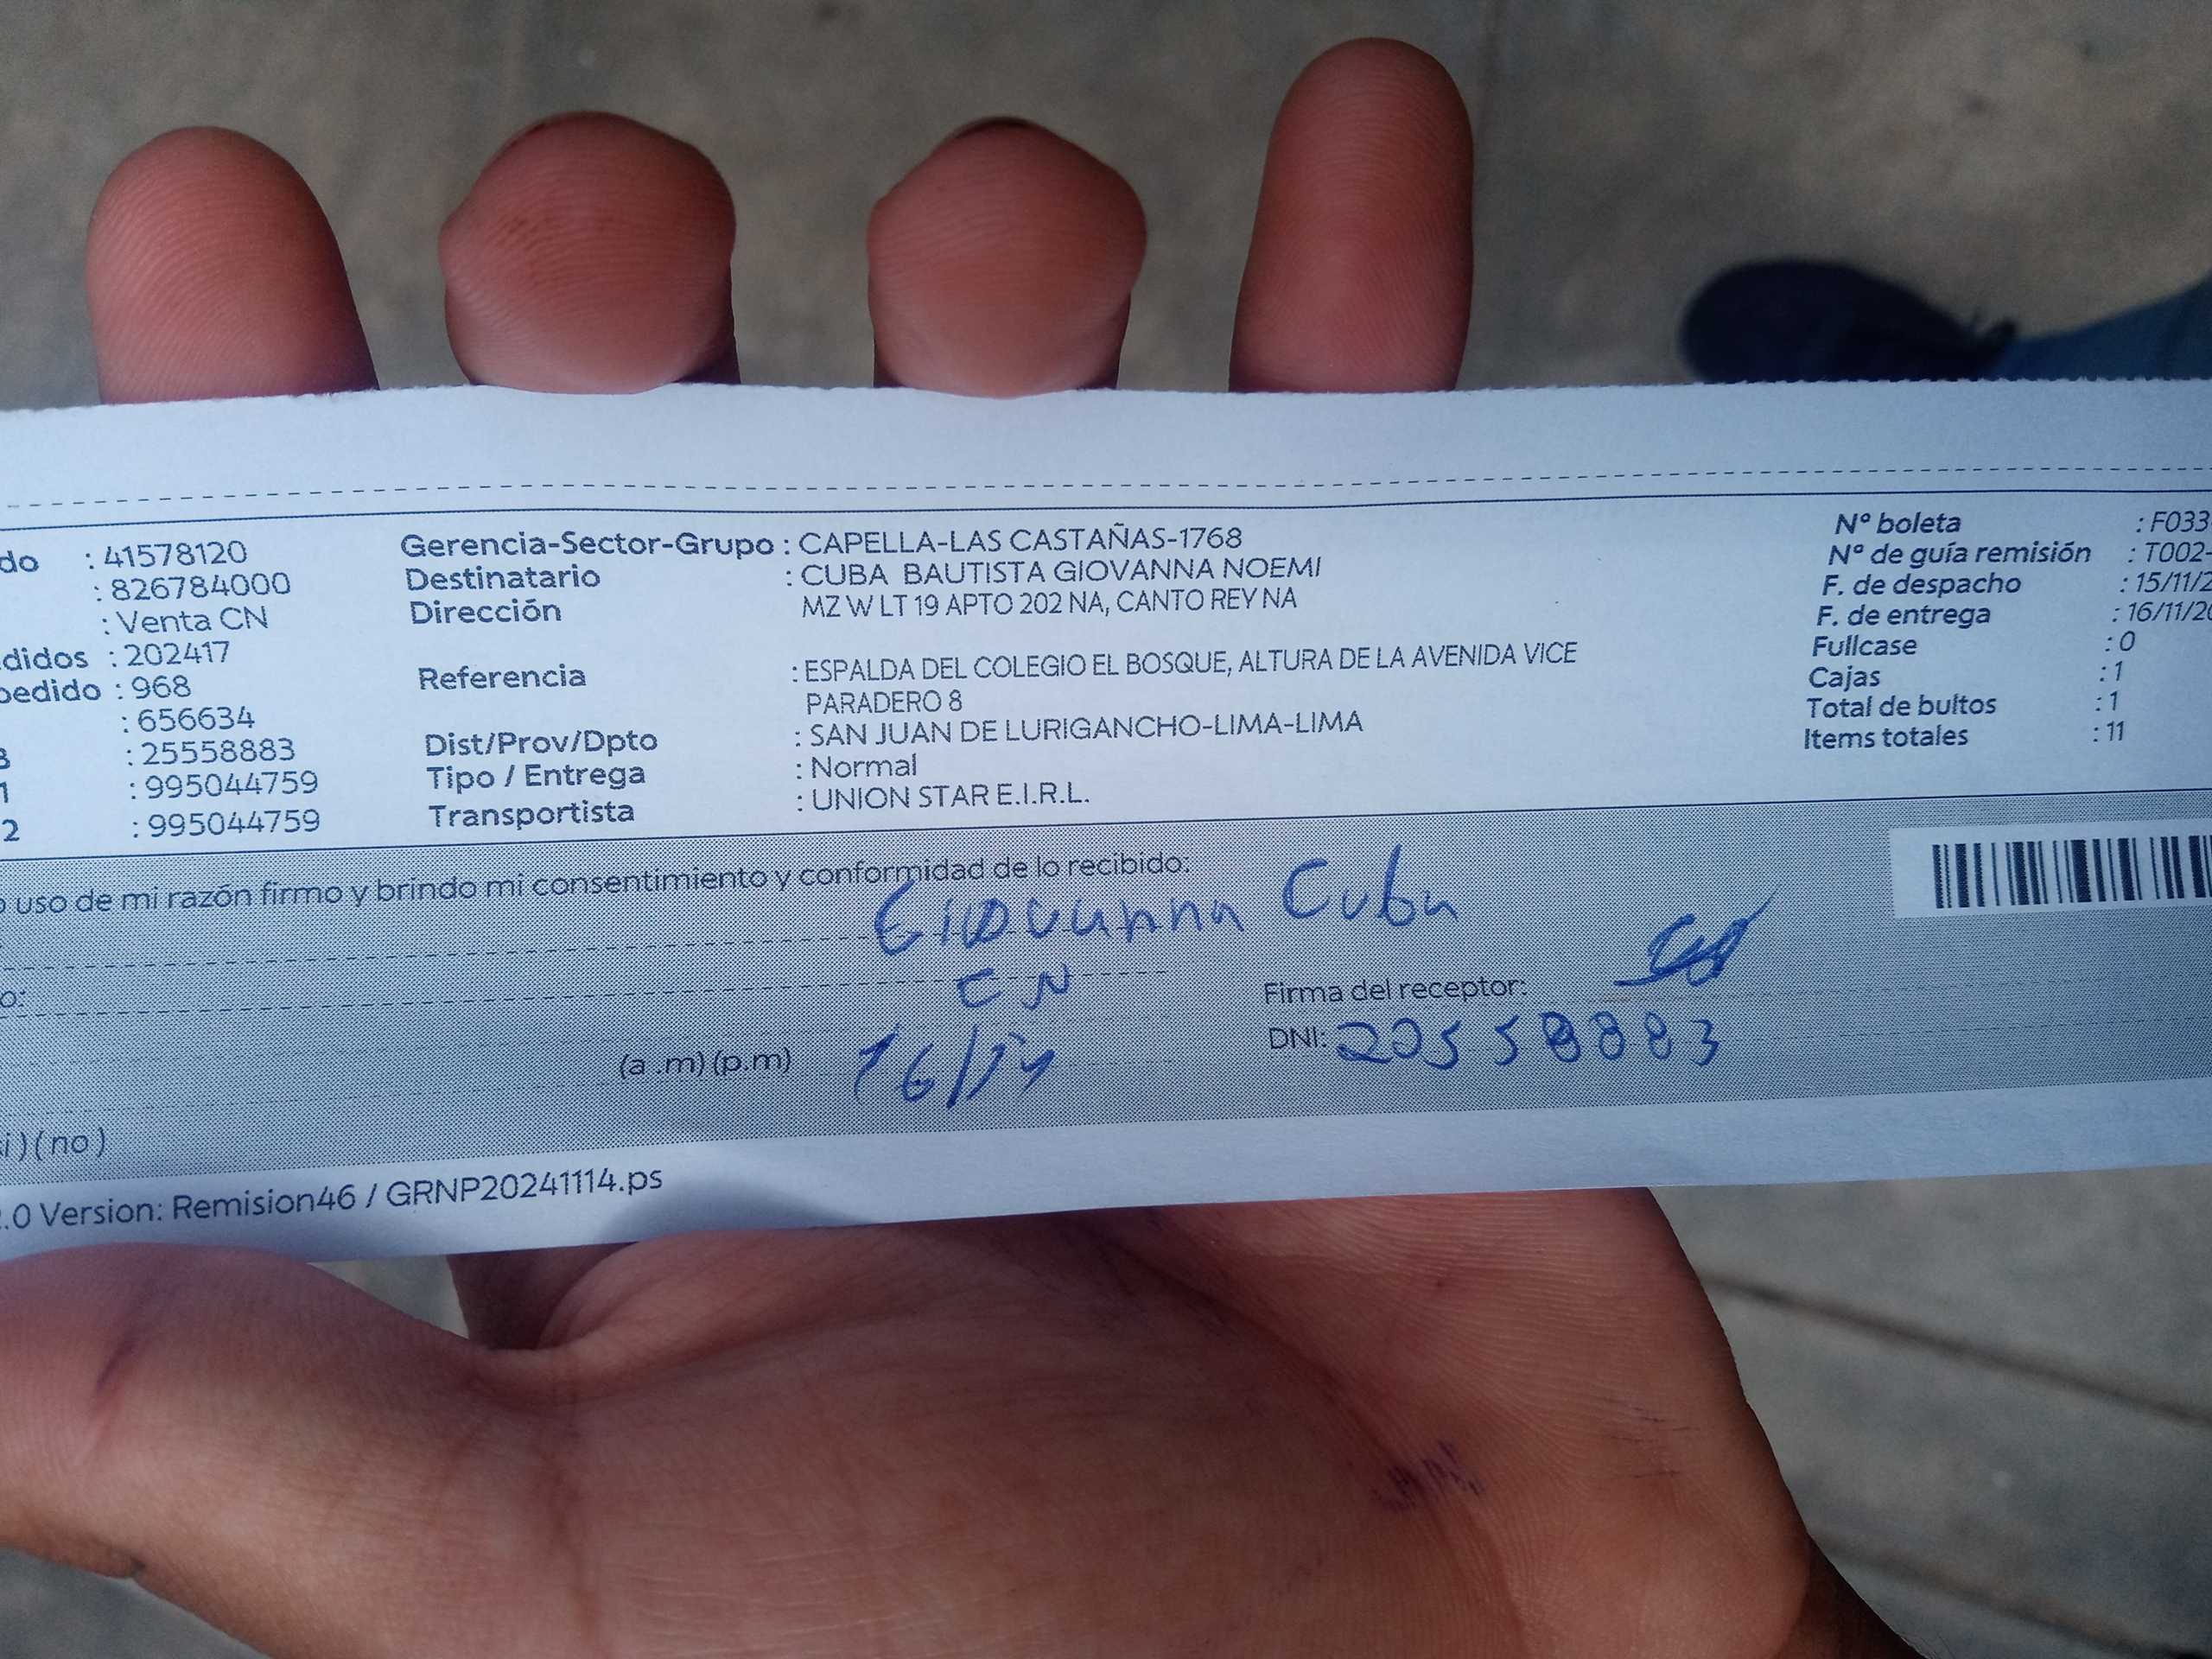 do : 41578120
: 826784000
: Venta CN
didos : 202417
pedido : 968
: 656634
: 25558883
1 : 995044759
2 : 995044759
Gerencia-Sector-Grupo : CAPELLA-LAS CASTAÑAS-1768
Destinatario : CUBA BAUTISTA GIOVANNA NOEMI
Dirección MZ W LT 19 APTO 202 NA, CANTO REY NA
Referencia : ESPALDA DEL COLEGIO EL BOSQUE, ALTURA DE LA AVENIDA VICE
PARADERO 8
Dist/Prov/Dpto : SAN JUAN DE LURIGANCHO-LIMA-LIMA
Tipo / Entrega : Normal
Transportista : UNION STAR E.I.R.L.
Nº boleta : F033
Nº de guía remisión : T002-
F. de despacho : 15/11/2
F. de entrega : 16/11/20
Fullcase : 0
Cajas : 1
Total de bultos : 1
Items totales : 11
o uso de mi razón firmo y brindo mi consentimiento y conformidad de lo recibido:
Giovanna Cuba
CN
o:
Firma del receptor:
DNI: 20558883
(a .m) (p.m)
i ) ( no )
.0 Version: Remision46 / GRNP20241114.ps